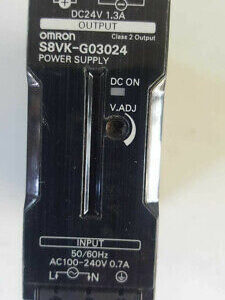 DC24V 1.3A
OUTPUT
omron Class 2 Output
S8VK-G03024
POWER SUPPLY
DC ON
V.ADJ
INPUT
50/60Hz
AC100-240V 0.7A
L N